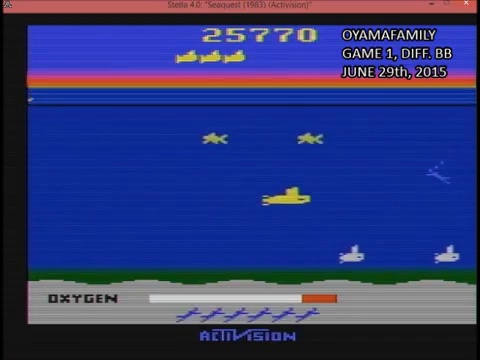 Stella 4.0: "Seaquest (1983) (Activision)"
25770
OYAMAFAMILY
GAME 1, DIFF. BB
JUNE 29th, 2015
OXYGEN
ACTIVISION